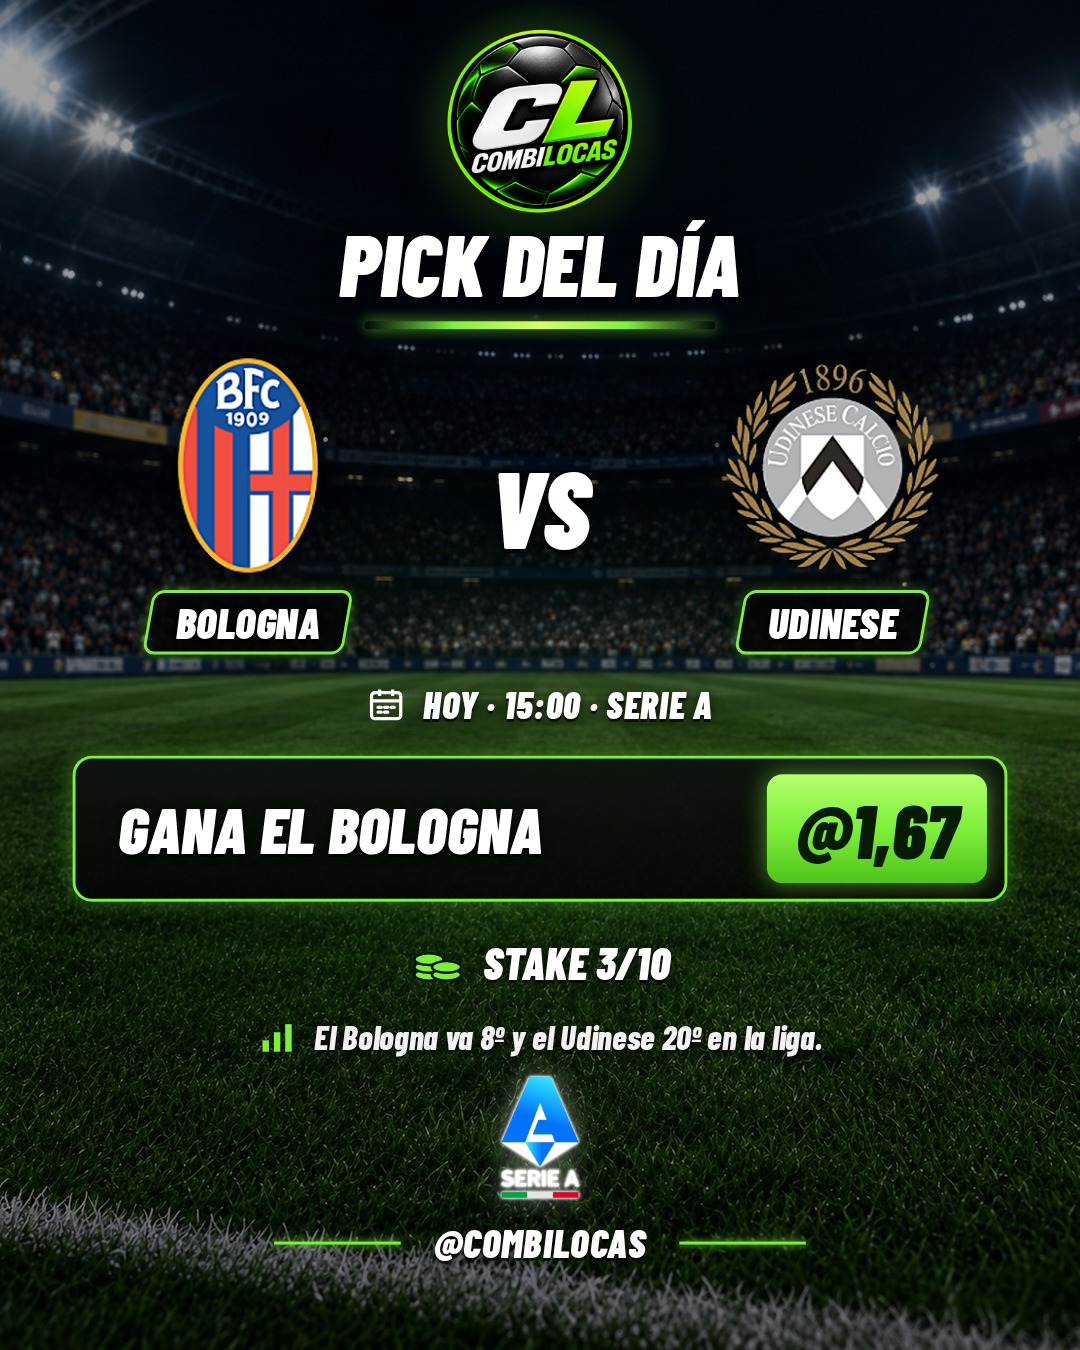 CL
COMBILOCAS
PICK DEL DÍA
BFC
1909
1896
UDINESE CALCIO
VS
BOLOGNA
UDINESE
HOY · 15:00 · SERIE A
GANA EL BOLOGNA
@1,67
STAKE 3/10
El Bologna va 8º y el Udinese 20º en la liga.
SERIE A
@COMBILOCAS